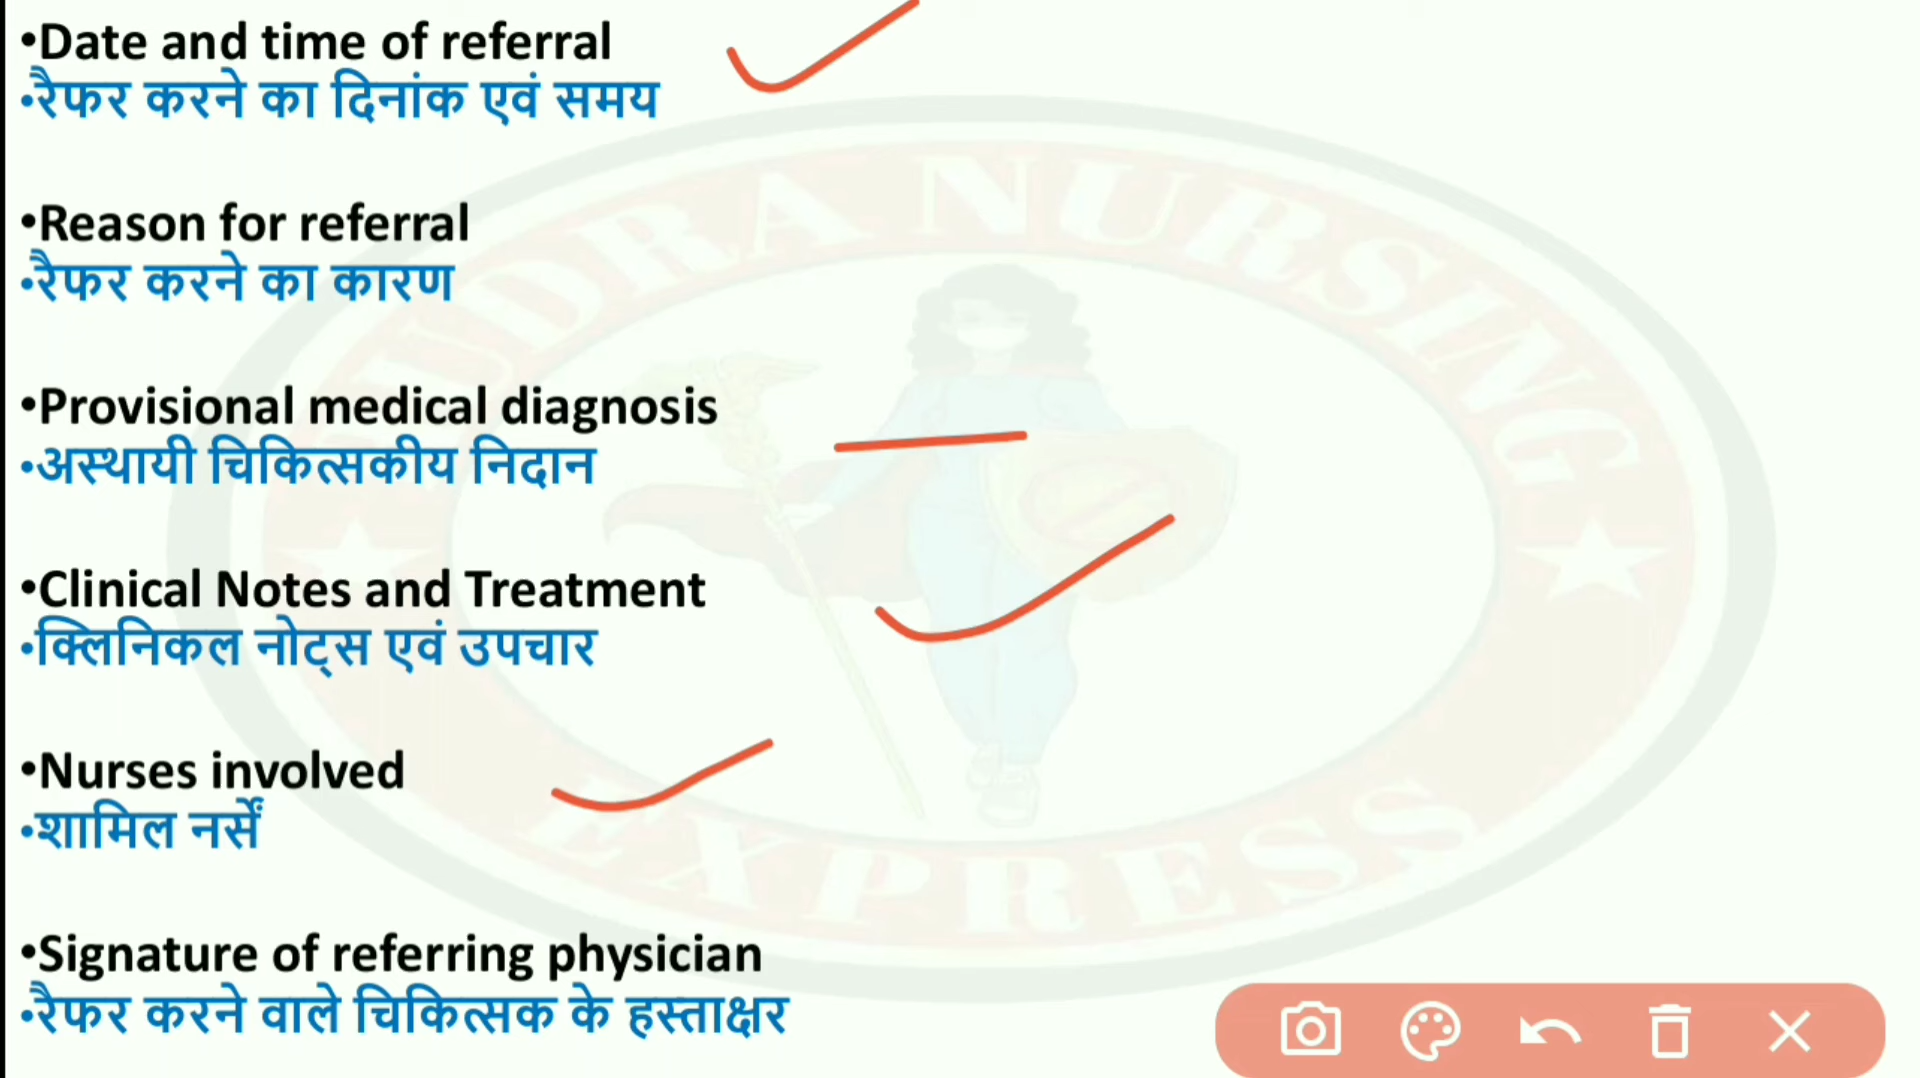 •Date and time of referral
•रैफर करने का दिनांक एवं समय
•Reason for referral
•रैफर करने का कारण
•Provisional medical diagnosis
•अस्थायी चिकित्सकीय निदान
•Clinical Notes and Treatment
•क्लिनिकल नोट्स एवं उपचार
•Nurses involved
•शामिल नर्सें
•Signature of referring physician
•रैफर करने वाले चिकित्सक के हस्ताक्षर
NURSING
EXPRESS